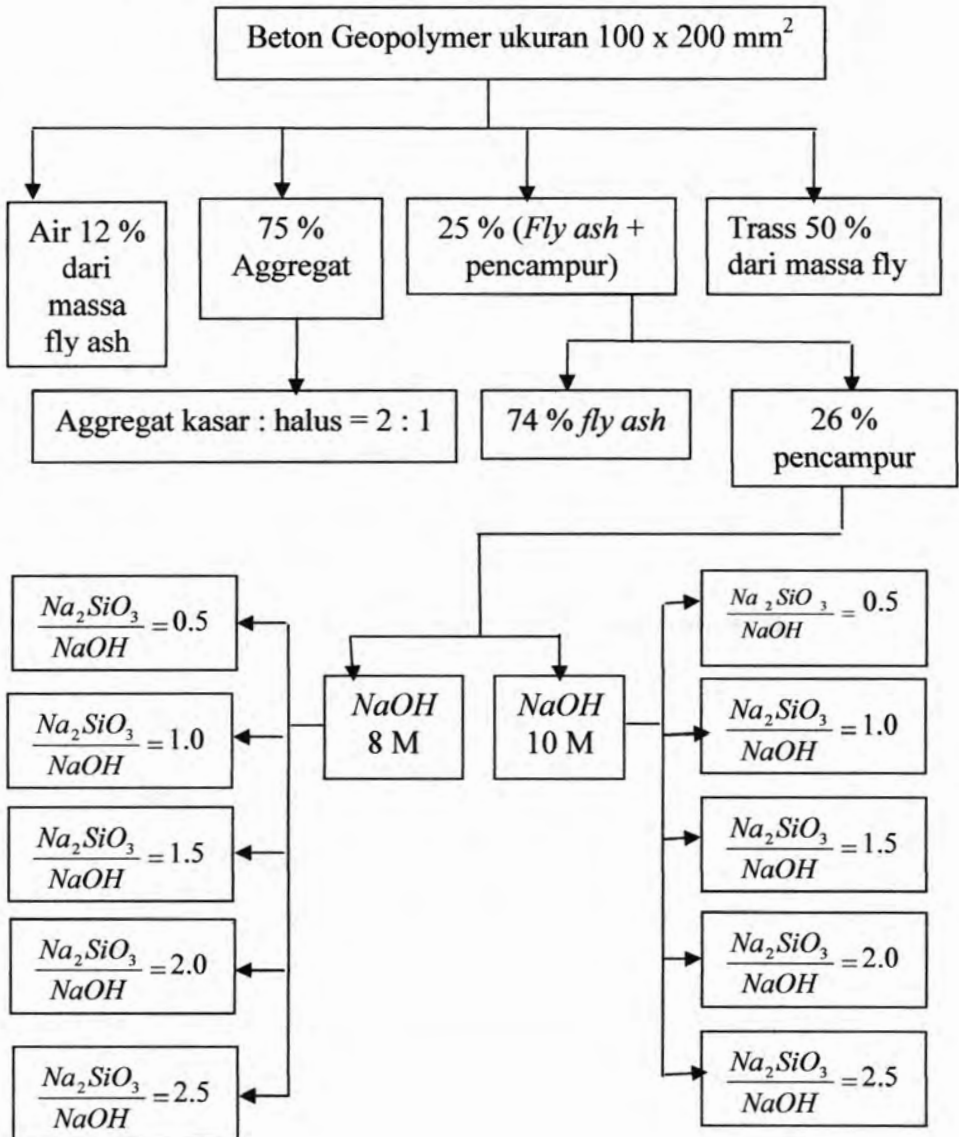 Beton Geopolymer ukuran 100 x 200 mm²
Air 12 %
dari
massa
fly ash
75 %
Aggregat
25 % (Fly ash +
pencampur)
Trass 50 %
dari massa fly
Aggregat kasar : halus = 2 : 1
74 % fly ash
26 %
pencampur
NaOH
8 M
NaOH
10 M
Na₂SiO₃
NaOH = 0.5
Na₂SiO₃
NaOH = 1.0
Na₂SiO₃
NaOH = 1.5
Na₂SiO₃
NaOH = 2.0
Na₂SiO₃
NaOH = 2.5
Na₂SiO₃
NaOH = 0.5
Na₂SiO₃
NaOH = 1.0
Na₂SiO₃
NaOH = 1.5
Na₂SiO₃
NaOH = 2.0
Na₂SiO₃
NaOH = 2.5